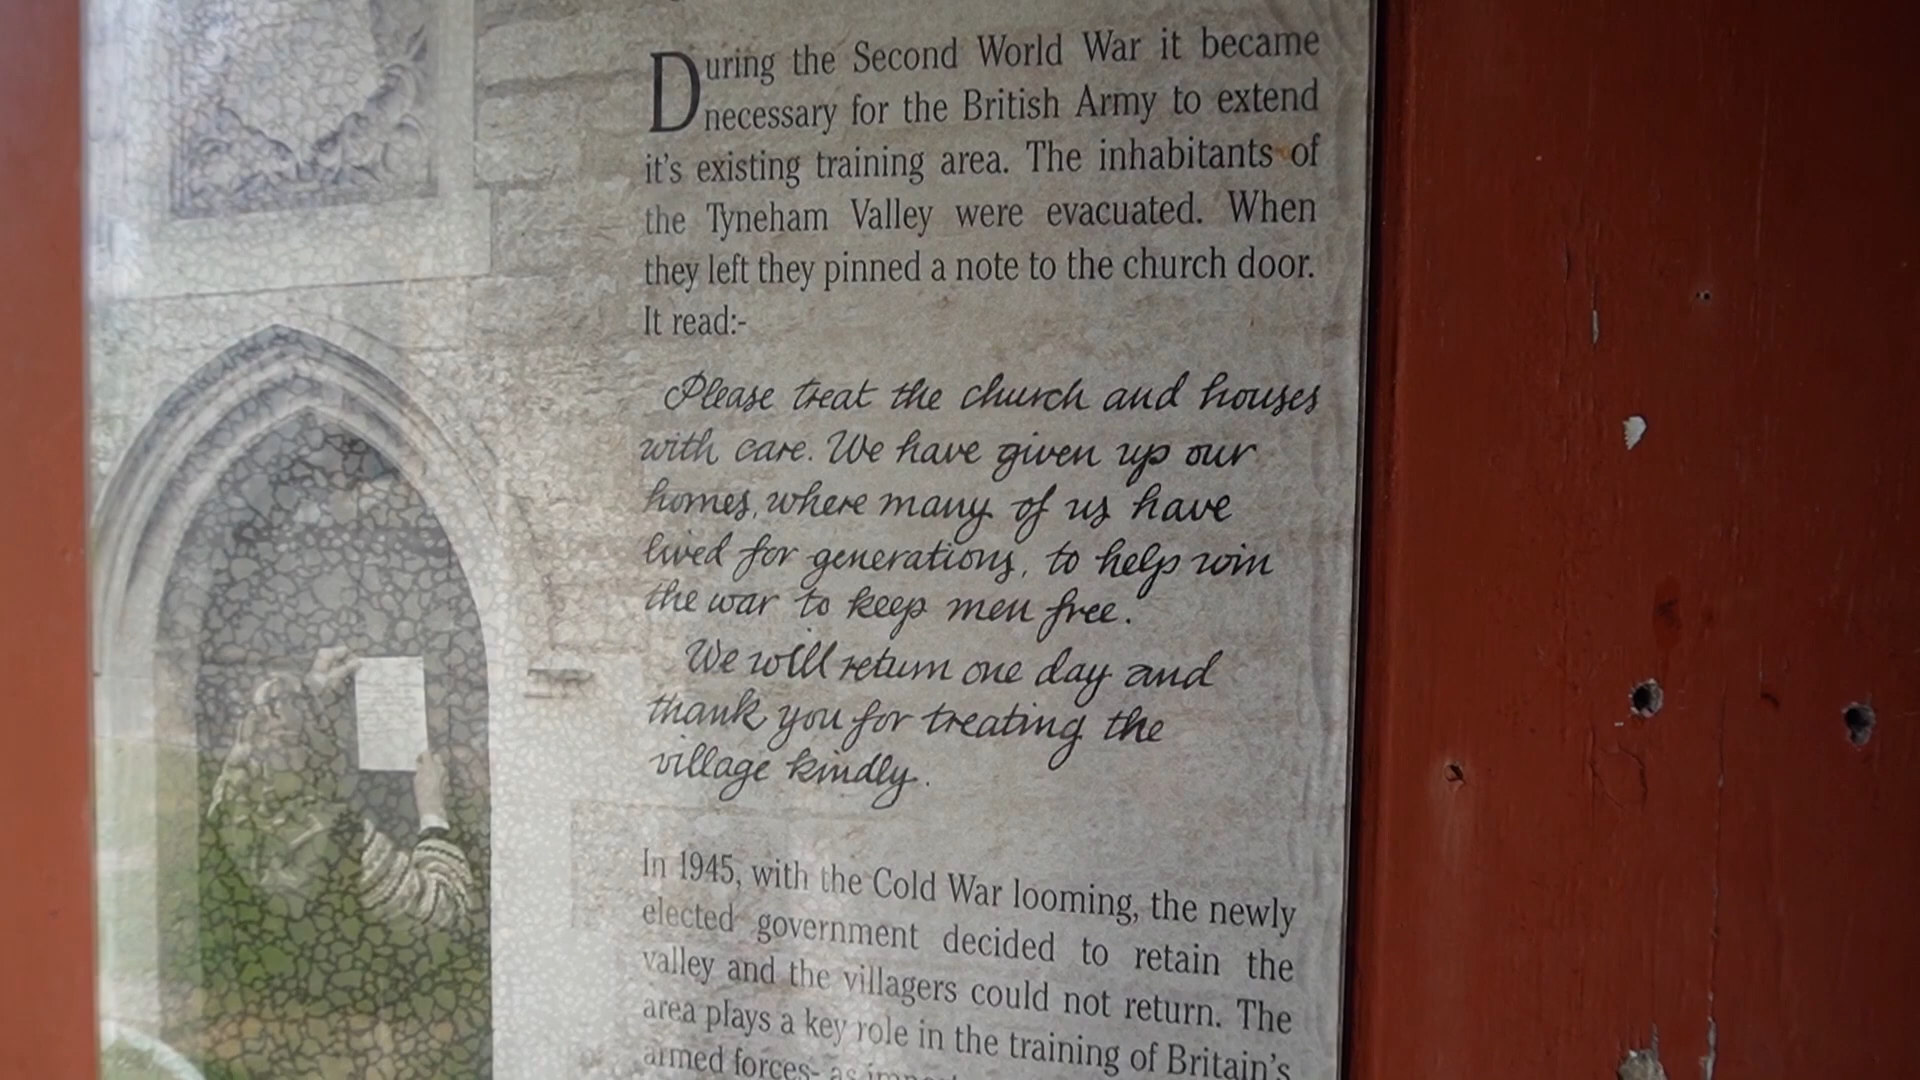 During the Second World War it became
necessary for the British Army to extend
it's existing training area. The inhabitants of
the Tyneham Valley were evacuated. When
they left they pinned a note to the church door.
It read:-
Please treat the church and houses
with care. We have given up our
homes, where many of us have
lived for generations, to help win
the war to keep men free.
We will return one day and
thank you for treating the
village kindly.
In 1945, with the Cold War looming, the newly
elected government decided to retain the
valley and the villagers could not return. The
area plays a key role in the training of Britain's
armed forces- as